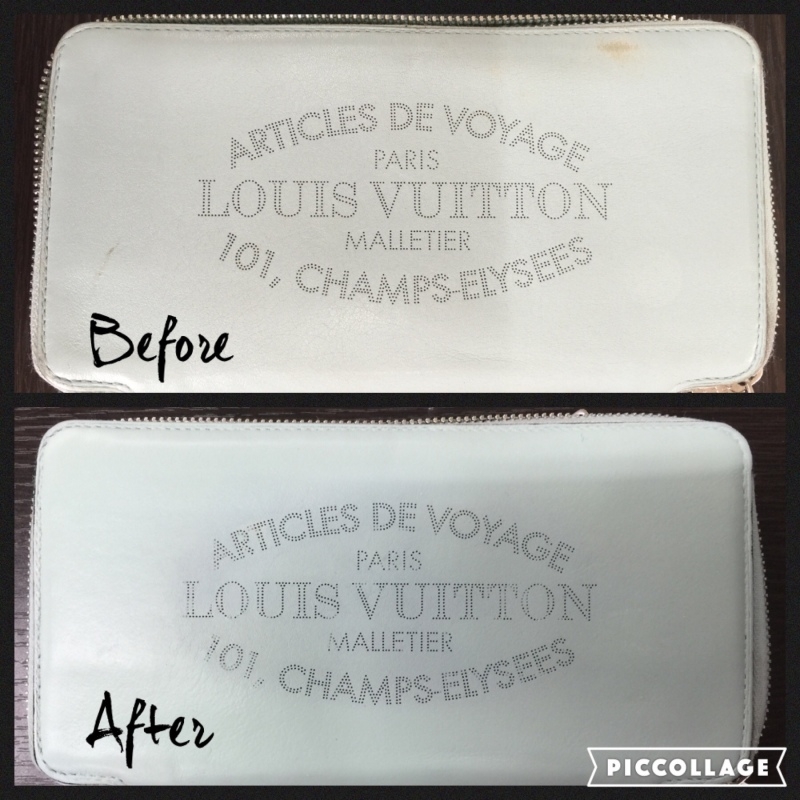 ARTICLES DE VOYAGE
PARIS
LOUIS VUITTON
MALLETIER
101, CHAMPS-ELYSEES
Before
ARTICLES DE VOYAGE
PARIS
LOUIS VUITTON
MALLETIER
101, CHAMPS-ELYSEES
After
PICCOLLAGE